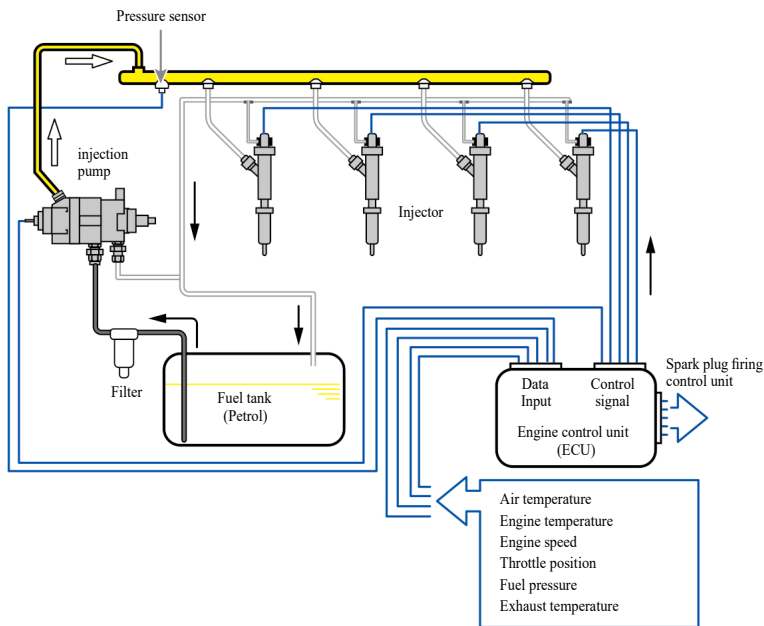 Pressure sensor
injection
pump
Injector
Filter
Fuel tank
(Petrol)
Data
Input
Control
signal
Engine control unit
(ECU)
Spark plug firing
control unit
Air temperature
Engine temperature
Engine speed
Throttle position
Fuel pressure
Exhaust temperature